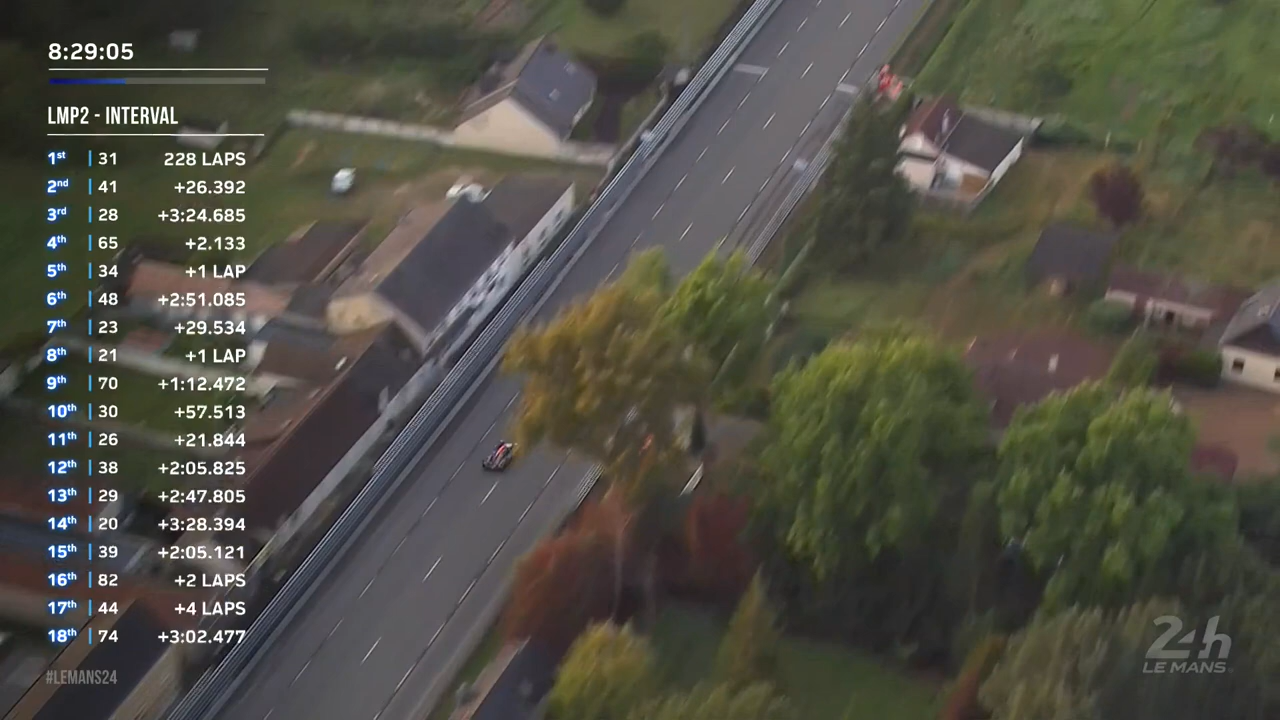 8:29:05
LMP2 - INTERVAL
1st | 31 228 LAPS
2nd | 41 +26.392
3rd | 28 +3:24.685
4th | 65 +2.133
5th | 34 +1 LAP
6th | 48 +2:51.085
7th | 23 +29.534
8th | 21 +1 LAP
9th | 70 +1:12.472
10th | 30 +57.513
11th | 26 +21.844
12th | 38 +2:05.825
13th | 29 +2:47.805
14th | 20 +3:28.394
15th | 39 +2:05.121
16th | 82 +2 LAPS
17th | 44 +4 LAPS
18th | 74 +3:02.477
#LEMANS24
24h
LE MANS